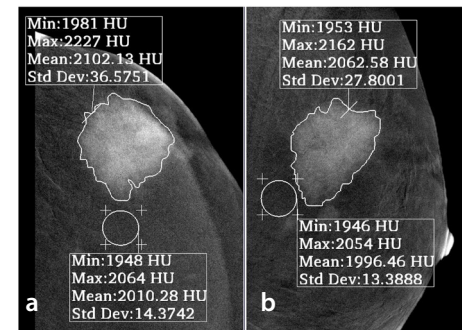 Min:1981 HU
Max:2227 HU
Mean:2102.13 HU
Std Dev:36.5751
Min:1948 HU
Max:2064 HU
Mean:2010.28 HU
Std Dev:14.3742
a
Min:1953 HU
Max:2162 HU
Mean:2062.58 HU
Std Dev:27.8001
Min:1946 HU
Max:2054 HU
Mean:1996.46 HU
Std Dev:13.3888
b